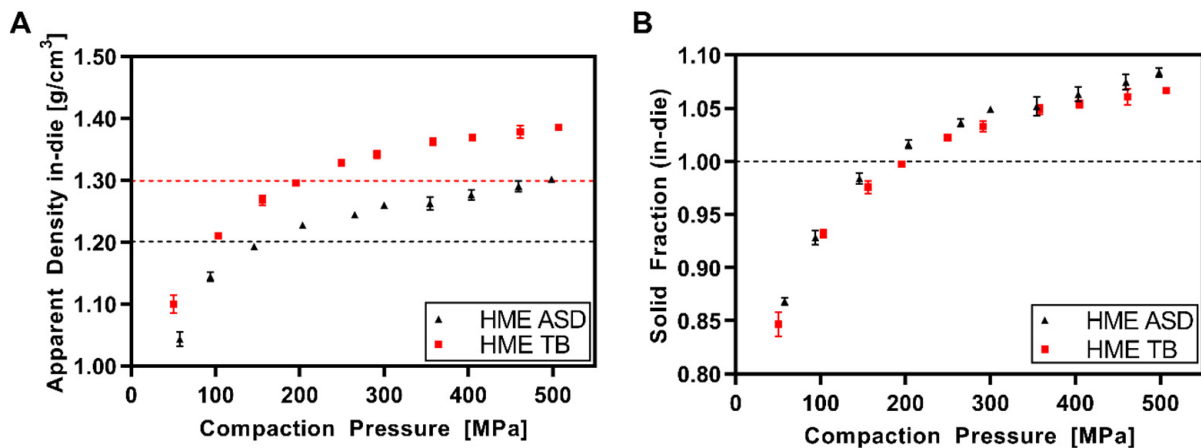 A
Apparent Density in-die [g/cm³]
1.50
1.40
1.30
1.20
1.10
1.00
0
100
200
300
400
500
Compaction Pressure [MPa]
HME ASD
HME TB
B
Solid Fraction (in-die)
1.10
1.05
1.00
0.95
0.90
0.85
0.80
0
100
200
300
400
500
Compaction Pressure [MPa]
HME ASD
HME TB